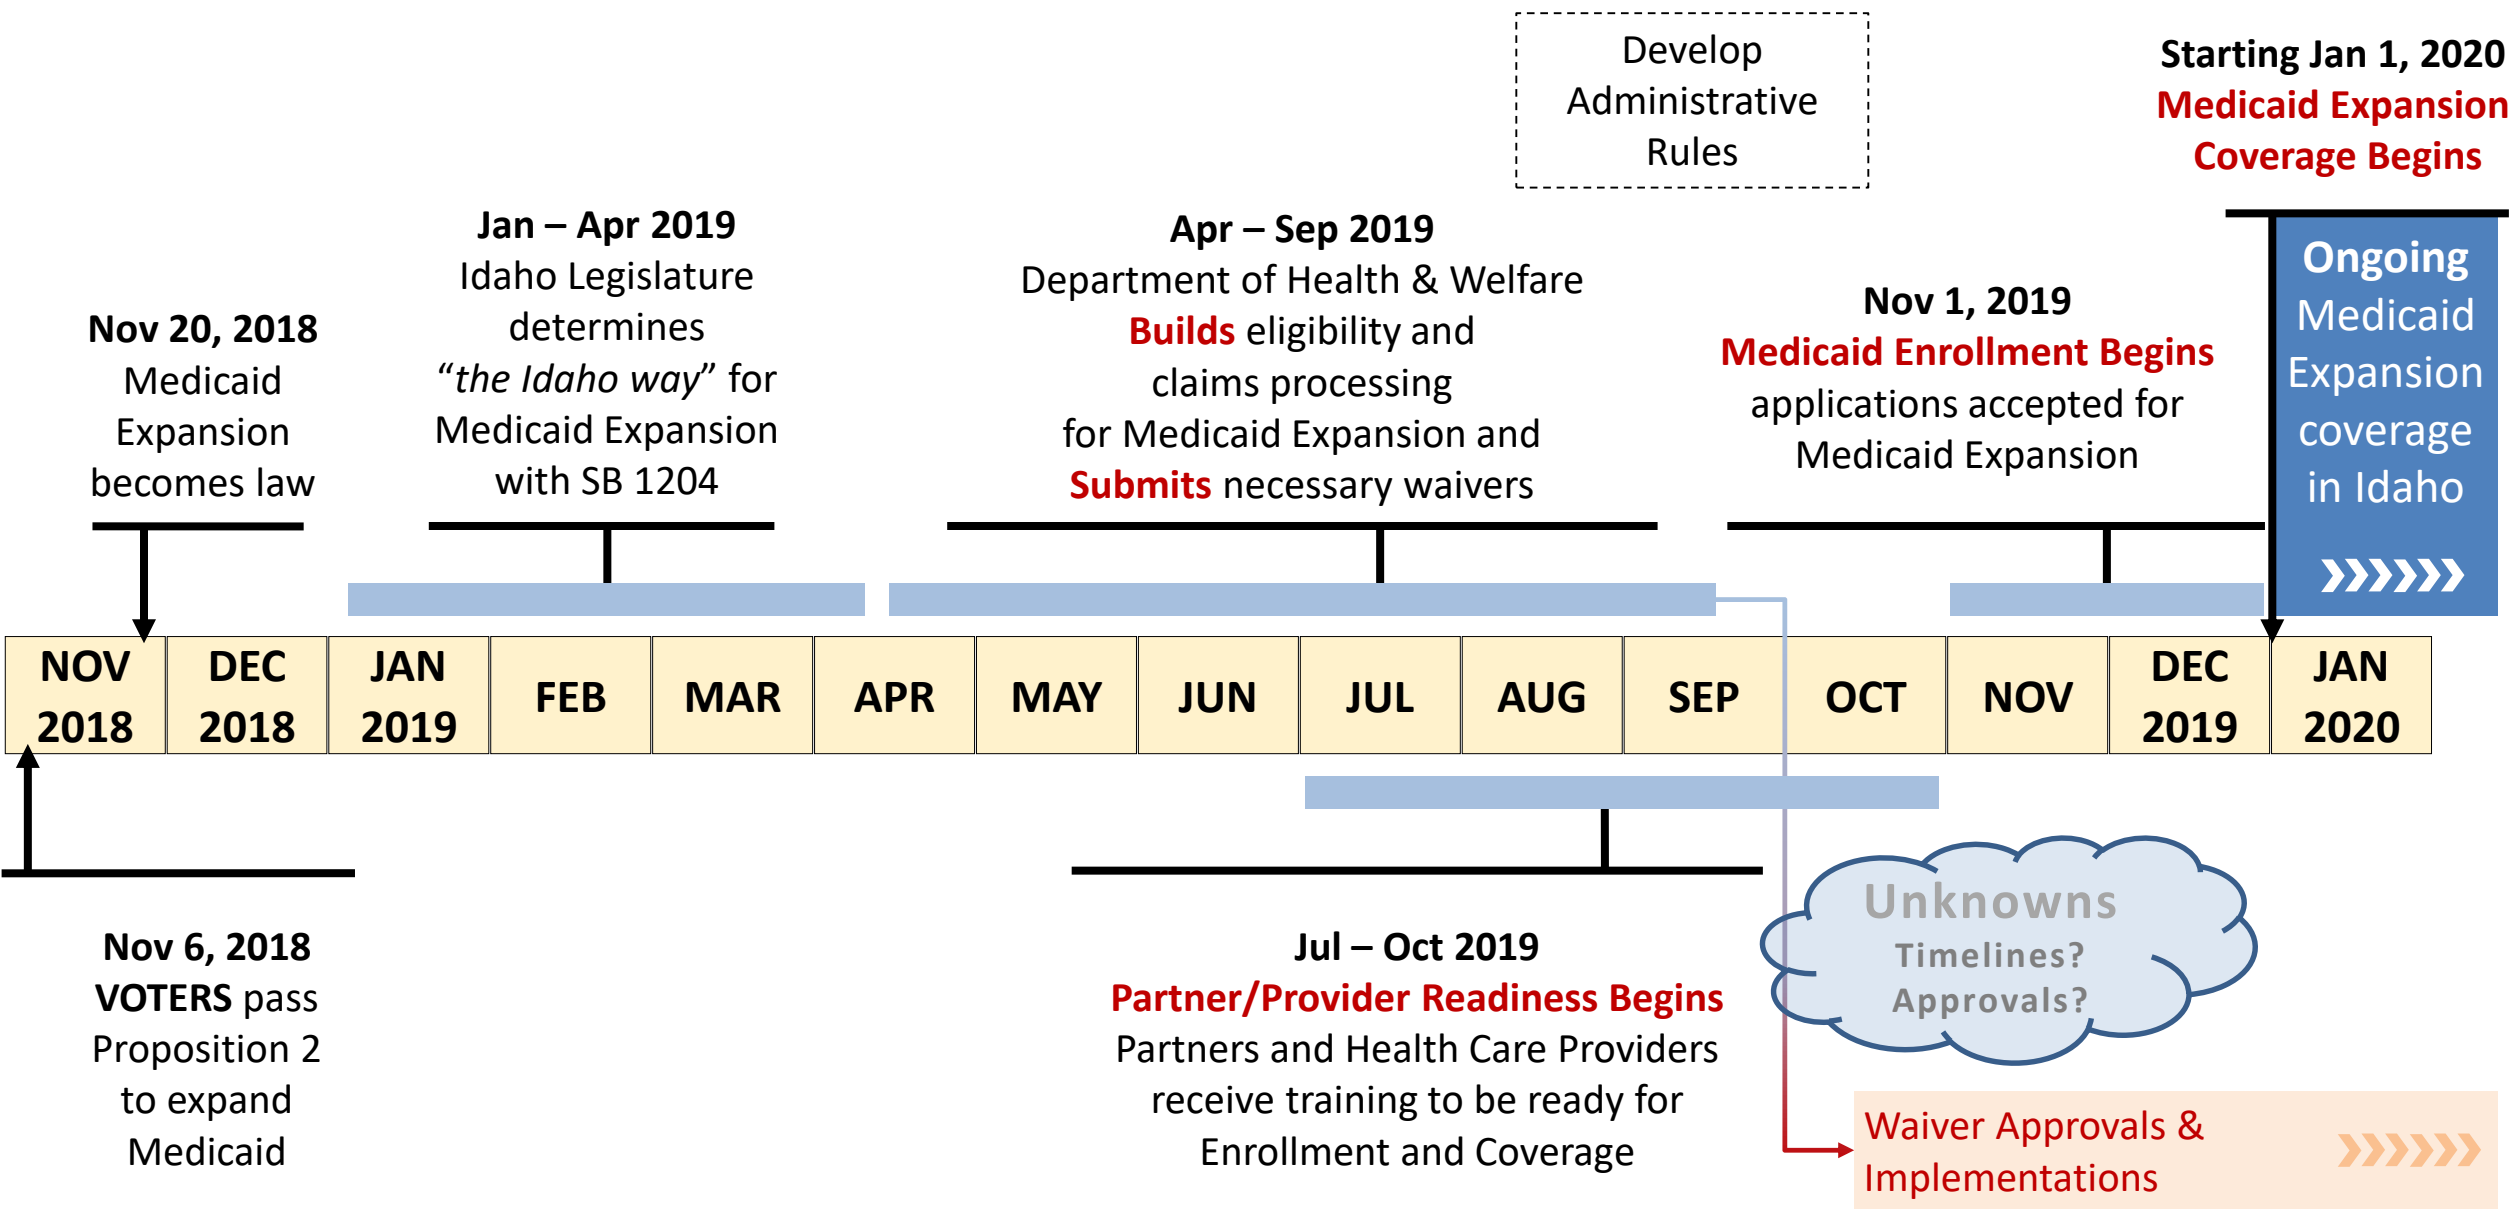 Develop
Administrative
Rules
Starting Jan 1, 2020
Medicaid Expansion
Coverage Begins
Jan – Apr 2019
Idaho Legislature
determines
“the Idaho way” for
Medicaid Expansion
with SB 1204
Apr – Sep 2019
Department of Health & Welfare
Builds eligibility and
claims processing
for Medicaid Expansion and
Submits necessary waivers
Nov 20, 2018
Medicaid
Expansion
becomes law
Nov 1, 2019
Medicaid Enrollment Begins
applications accepted for
Medicaid Expansion
Ongoing
Medicaid
Expansion
coverage
in Idaho
NOV
2018
DEC
2018
JAN
2019
FEB
MAR
APR
MAY
JUN
JUL
AUG
SEP
OCT
NOV
DEC
2019
JAN
2020
Nov 6, 2018
VOTERS pass
Proposition 2
to expand
Medicaid
Jul – Oct 2019
Partner/Provider Readiness Begins
Partners and Health Care Providers
receive training to be ready for
Enrollment and Coverage
Unknowns
Timelines?
Approvals?
Waiver Approvals &
Implementations